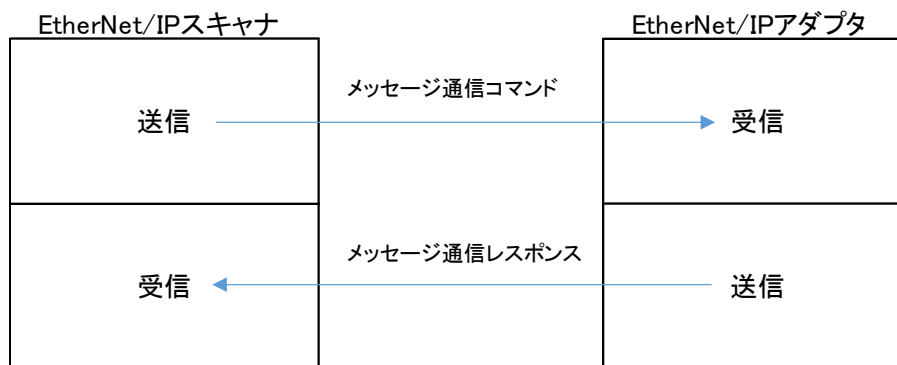 EtherNet/IPスキャナ
EtherNet/IPアダプタ
メッセージ通信コマンド
送信
受信
メッセージ通信レスポンス
受信
送信